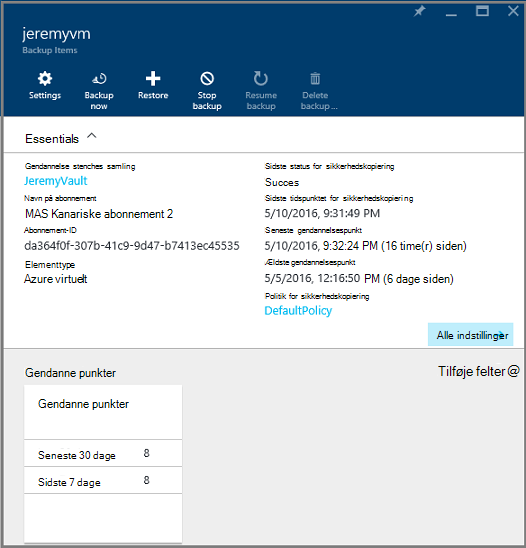 jeremyvm
Backup Items
Settings
Backup
now
Restore
Stop
backup
Resume
backup
Delete
backup ...
Essentials
Gendannelse stenches samling
JeremyVault
Navn på abonnement
MAS Kanariske abonnement 2
Abonnement-ID
da364f0f-307b-41c9-9d47-b7413ec45535
Elementtype
Azure virtuelt
Sidste status for sikkerhedskopiering
Succes
Sidste tidspunktet for sikkerhedskopiering
5/10/2016, 9:31:49 PM
Seneste gendannelsespunkt
5/10/2016, 9:32:24 PM (16 time(r) siden)
Ældste gendannelsespunkt
5/5/2016, 12:16:50 PM (6 dage siden)
Politik for sikkerhedskopiering
DefaultPolicy
Alle indstillinger
Gendanne punkter
Tilføje felter @
Gendanne punkter
Seneste 30 dage 8
Sidste 7 dage 8